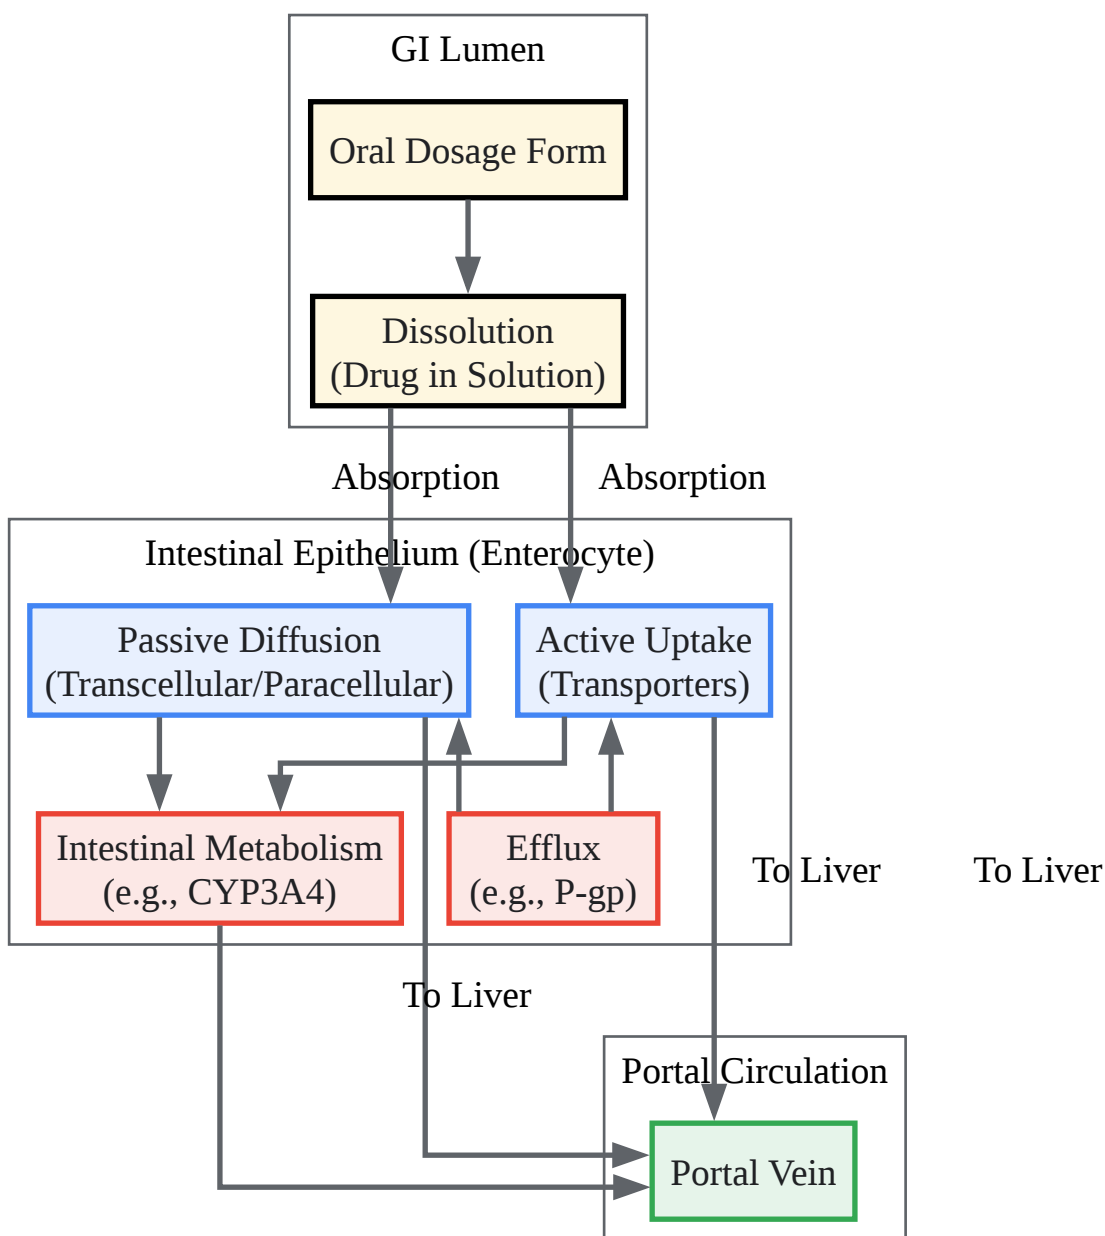 GI Lumen
Oral Dosage Form
Dissolution
(Drug in Solution)
Absorption
Absorption
Intestinal Epithelium (Enterocyte)
Passive Diffusion
(Transcellular/Paracellular)
Active Uptake
(Transporters)
Intestinal Metabolism
(e.g., CYP3A4)
Efflux
(e.g., P-gp)
To Liver
To Liver
To Liver
Portal Circulation
Portal Vein